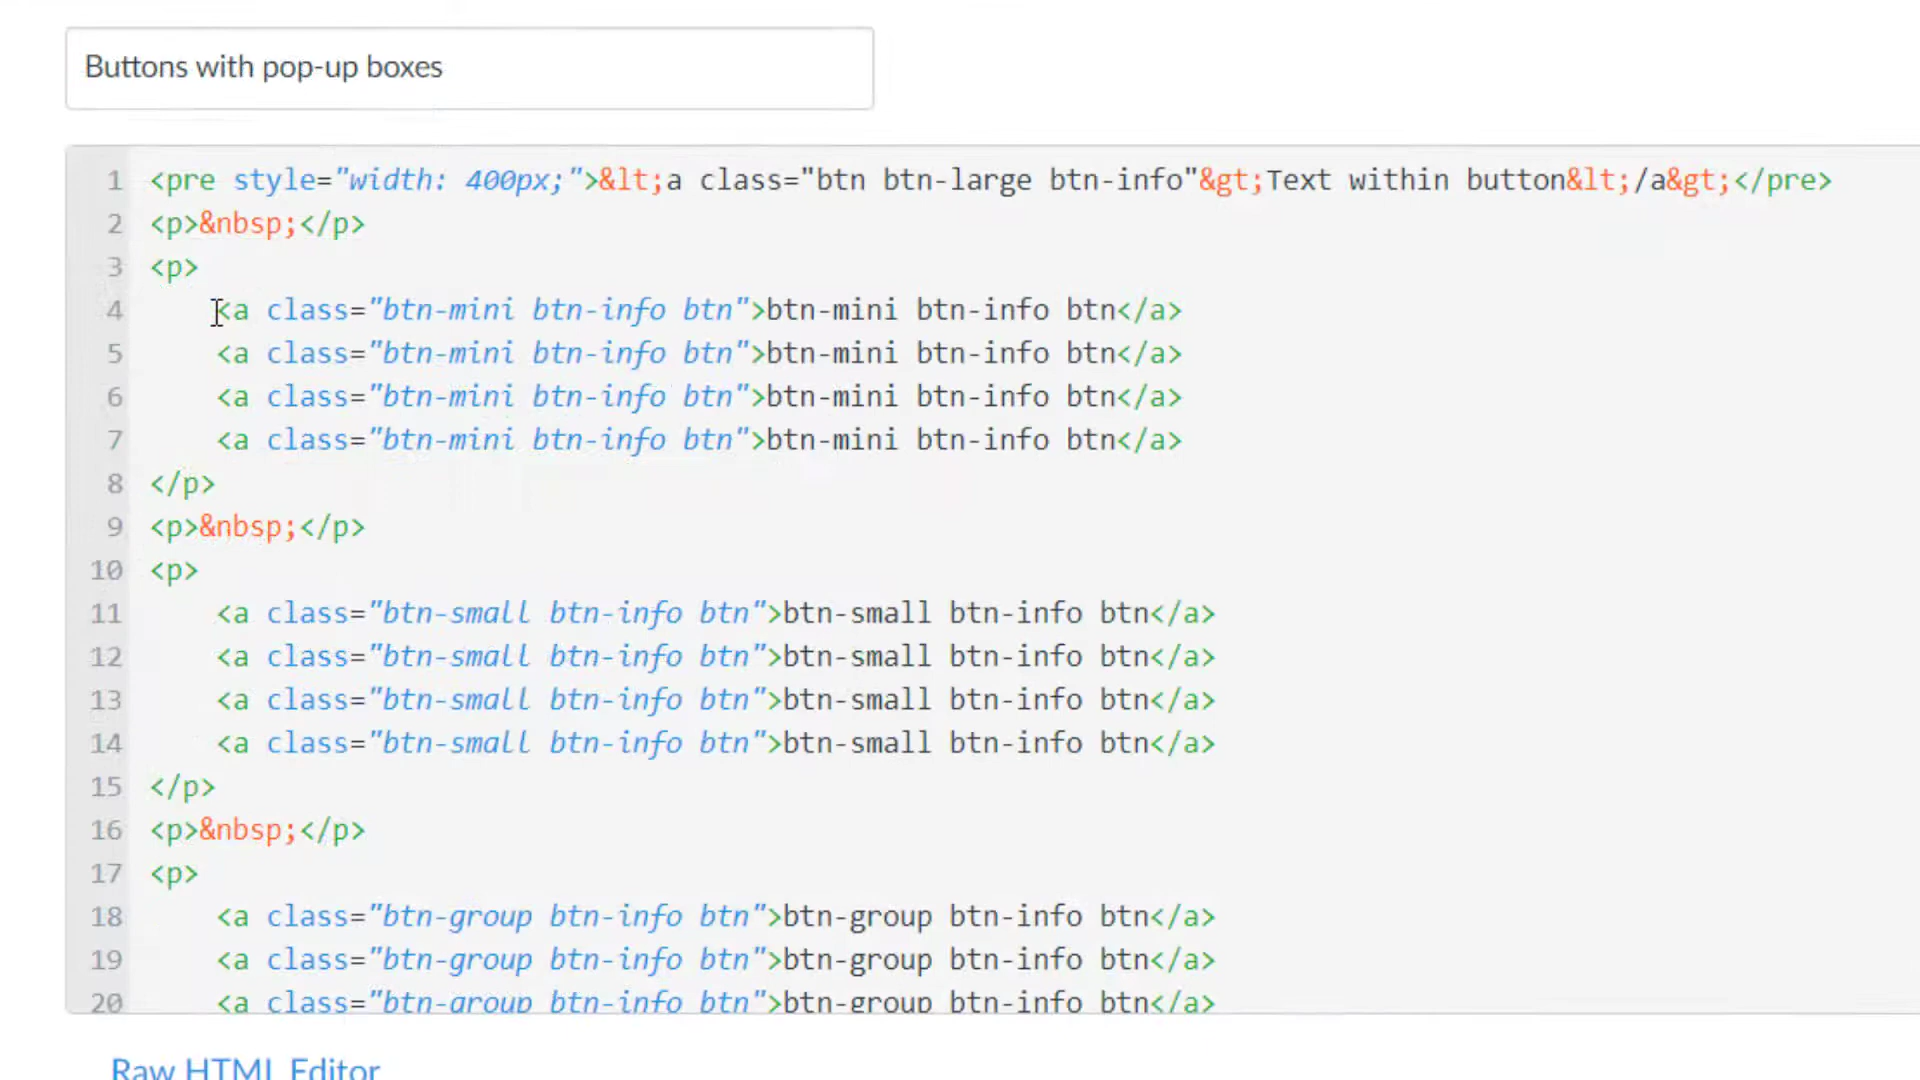 Buttons with pop-up boxes
1 <pre style="width: 400px;">&lt;a class="btn btn-large btn-info"&gt;Text within button&lt;/a&gt;</pre>
2 <p>&nbsp;</p>
3 <p>
4 <a class="btn-mini btn-info btn">btn-mini btn-info btn</a>
5 <a class="btn-mini btn-info btn">btn-mini btn-info btn</a>
6 <a class="btn-mini btn-info btn">btn-mini btn-info btn</a>
7 <a class="btn-mini btn-info btn">btn-mini btn-info btn</a>
8 </p>
9 <p>&nbsp;</p>
10 <p>
11 <a class="btn-small btn-info btn">btn-small btn-info btn</a>
12 <a class="btn-small btn-info btn">btn-small btn-info btn</a>
13 <a class="btn-small btn-info btn">btn-small btn-info btn</a>
14 <a class="btn-small btn-info btn">btn-small btn-info btn</a>
15 </p>
16 <p>&nbsp;</p>
17 <p>
18 <a class="btn-group btn-info btn">btn-group btn-info btn</a>
19 <a class="btn-group btn-info btn">btn-group btn-info btn</a>
20 <a class="btn-group btn-info btn">btn-group btn-info btn</a>
Raw HTML Editor